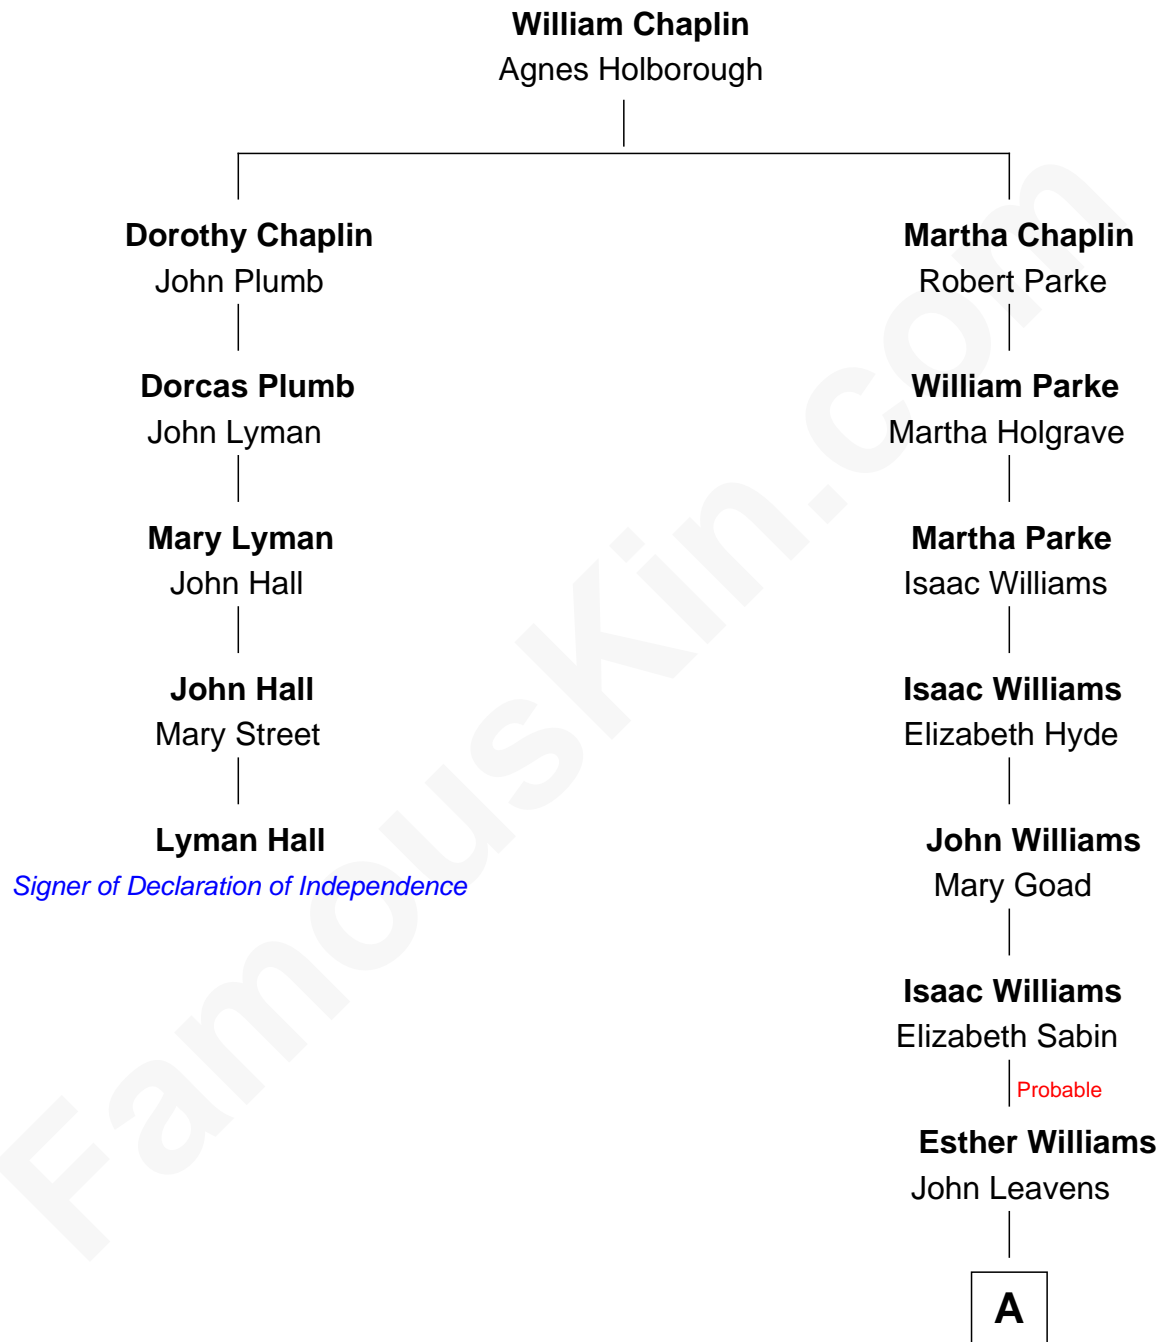 William Chaplin
Agnes Holborough
Dorothy Chaplin
John Plumb
Martha Chaplin
Robert Parke
Dorcas Plumb
John Lyman
William Parke
Martha Holgrave
Mary Lyman
John Hall
Martha Parke
Isaac Williams
John Hall
Mary Street
Isaac Williams
Elizabeth Hyde
Lyman Hall
Signer of Declaration of Independence
John Williams
Mary Goad
Isaac Williams
Elizabeth Sabin
Probable
Esther Williams
John Leavens
A
FamousKin.com